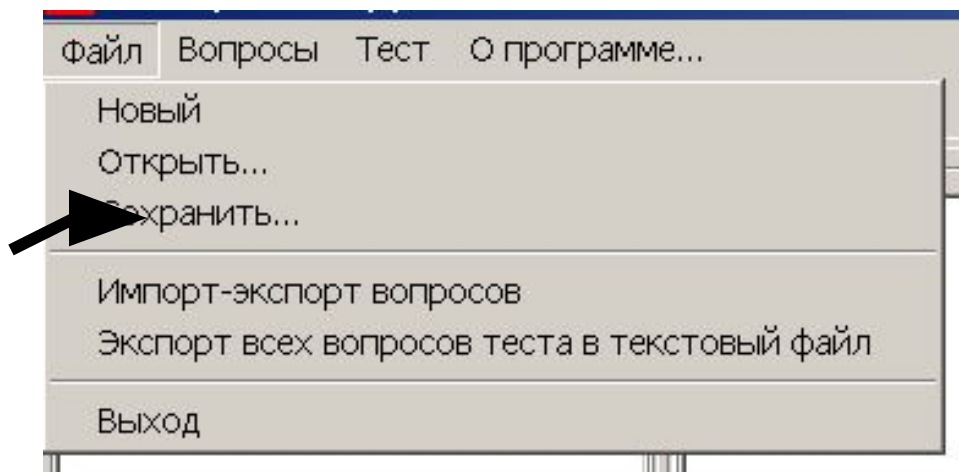 Файл Вопросы Тест О программе...
Новый
Открыть...
Сохранить...
Импорт-экспорт вопросов
Экспорт всех вопросов теста в текстовый файл
Выход